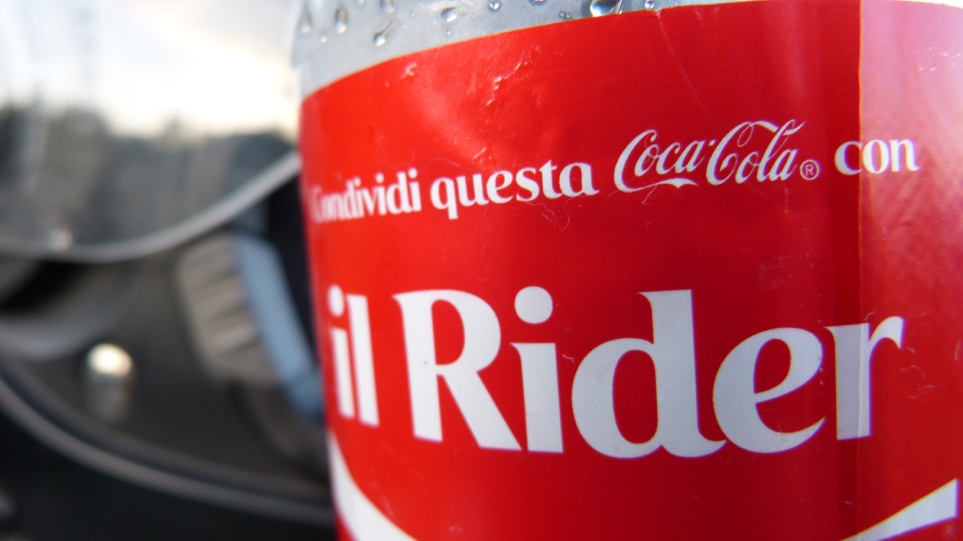 Condividi questa Coca-Cola® con
il Rider